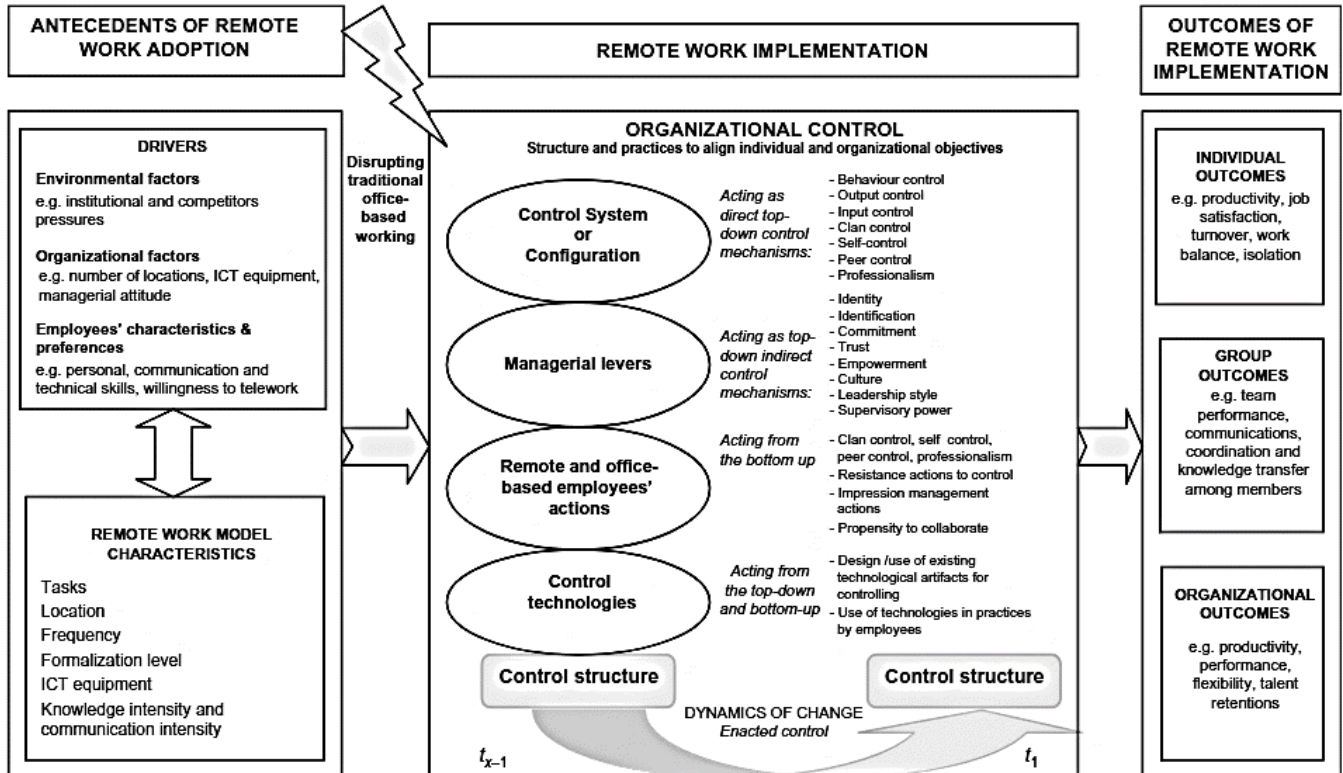 ANTECEDENTS OF REMOTE
WORK ADOPTION
REMOTE WORK IMPLEMENTATION
OUTCOMES OF
REMOTE WORK
IMPLEMENTATION
DRIVERS
Environmental factors
e.g. institutional and competitors
pressures
Organizational factors
e.g. number of locations, ICT equipment,
managerial attitude
Employees' characteristics &
preferences
e.g. personal, communication and
technical skills, willingness to telework
REMOTE WORK MODEL
CHARACTERISTICS
Tasks
Location
Frequency
Formalization level
ICT equipment
Knowledge intensity and
communication intensity
Disrupting
traditional
office-
based
working
ORGANIZATIONAL CONTROL
Structure and practices to align individual and organizational objectives
Control System
or
Configuration
Acting as
direct top-
down control
mechanisms:
- Behaviour control
- Output control
- Input control
- Clan control
- Self-control
- Peer control
- Professionalism
Managerial levers
Acting as top-
down indirect
control
mechanisms:
- Identity
- Identification
- Commitment
- Trust
- Empowerment
- Culture
- Leadership style
- Supervisory power
Remote and office-
based employees'
actions
Acting from
the bottom up
- Clan control, self control,
peer control, professionalism
- Resistance actions to control
- Impression management
actions
- Propensity to collaborate
Control
technologies
Acting from
the top-down
and bottom-up
- Design /use of existing
technological artifacts for
controlling
- Use of technologies in practices
by employees
Control structure
Control structure
DYNAMICS OF CHANGE
Enacted control
tx–1
t1
INDIVIDUAL
OUTCOMES
e.g. productivity, job
satisfaction,
turnover, work
balance, isolation
GROUP
OUTCOMES
e.g. team
performance,
communications,
coordination and
knowledge transfer
among members
ORGANIZATIONAL
OUTCOMES
e.g. productivity,
performance,
flexibility, talent
retentions